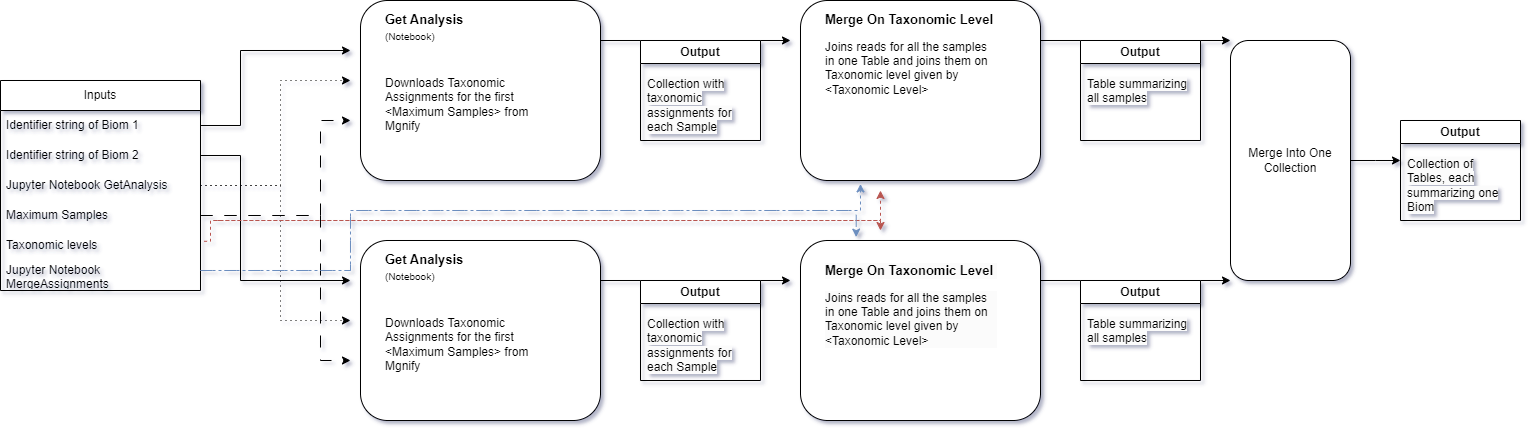 Inputs
Identifier string of Biom 1
Identifier string of Biom 2
Jupyter Notebook GetAnalysis
Maximum Samples
Taxonomic levels
Jupyter Notebook
MergeAssignments
Get Analysis
(Notebook)
Downloads Taxonomic
Assignments for the first
<Maximum Samples> from
Mgnify
Output
Collection with
taxonomic
assignments for
each Sample
Merge On Taxonomic Level
Joins reads for all the samples
in one Table and joins them on
Taxonomic level given by
<Taxonomic Level>
Output
Table summarizing
all samples
Get Analysis
(Notebook)
Downloads Taxonomic
Assignments for the first
<Maximum Samples> from
Mgnify
Output
Collection with
taxonomic
assignments for
each Sample
Merge On Taxonomic Level
Joins reads for all the samples
in one Table and joins them on
Taxonomic level given by
<Taxonomic Level>
Output
Table summarizing
all samples
Merge Into One
Collection
Output
Collection of
Tables, each
summarizing one
Biom